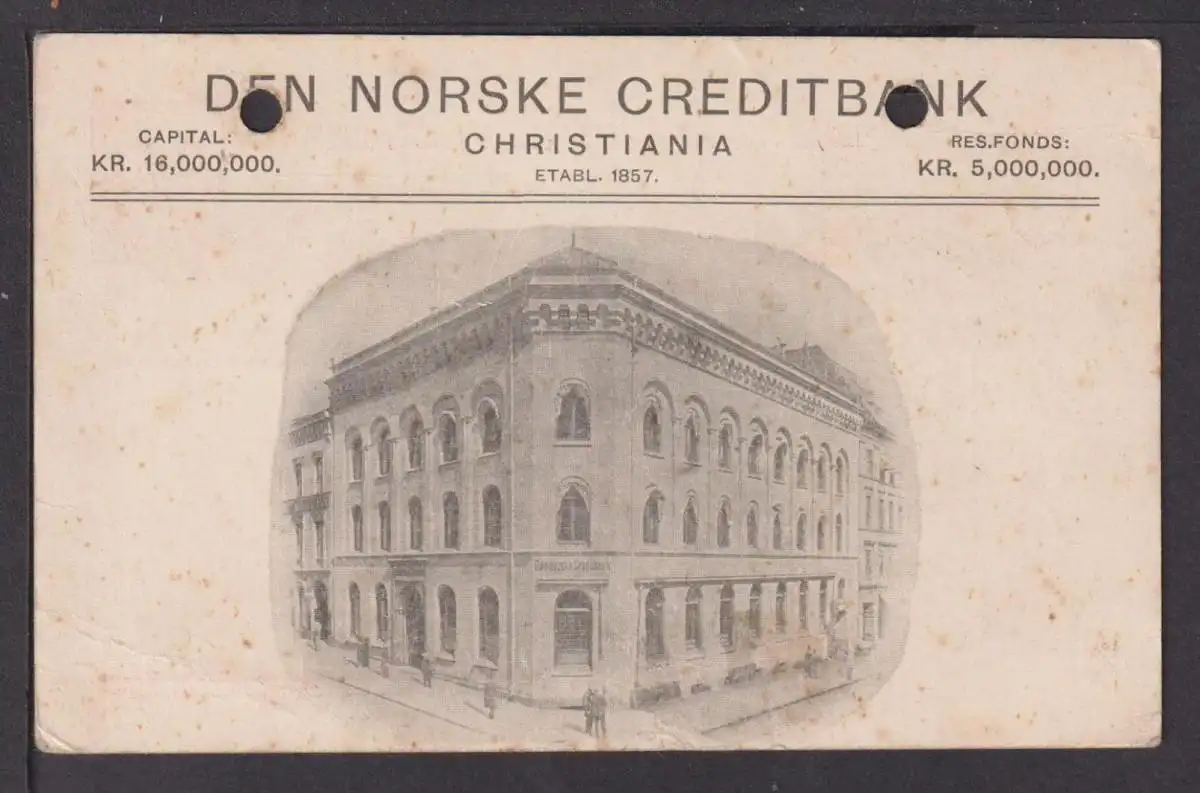 DEN NORSKE CREDITBANK
CHRISTIANIA
ETABL. 1857.
CAPITAL:
KR. 16,000,000.
RES.FONDS:
KR. 5,000,000.